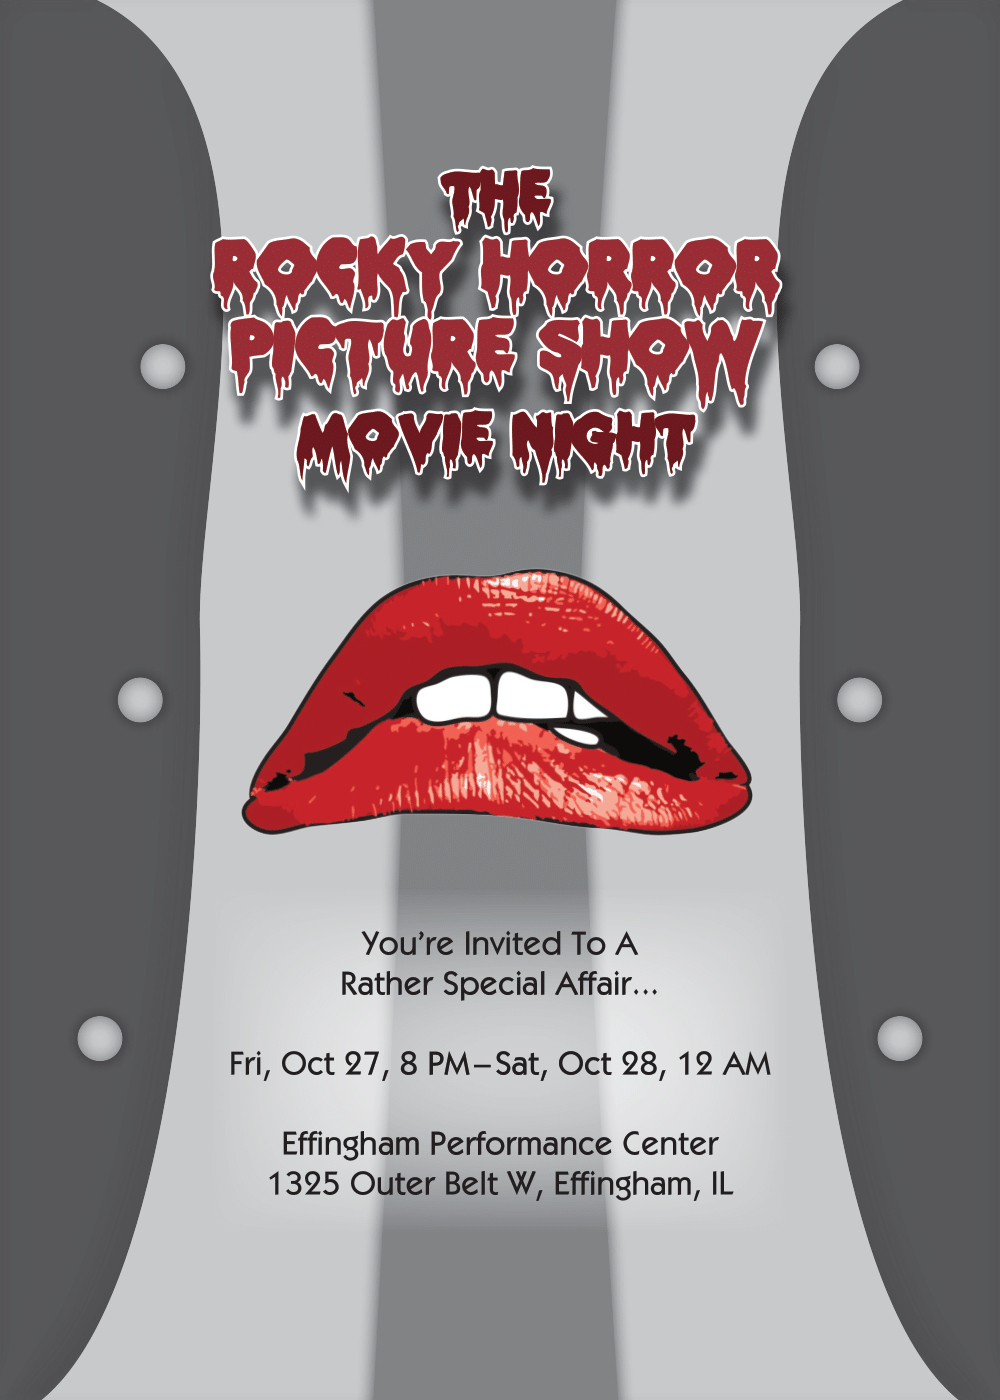 THE
ROCKY HORROR
PICTURE SHOW
MOVIE NIGHT
You’re Invited To A
Rather Special Affair...
Fri, Oct 27, 8 PM–Sat, Oct 28, 12 AM
Effingham Performance Center
1325 Outer Belt W, Effingham, IL